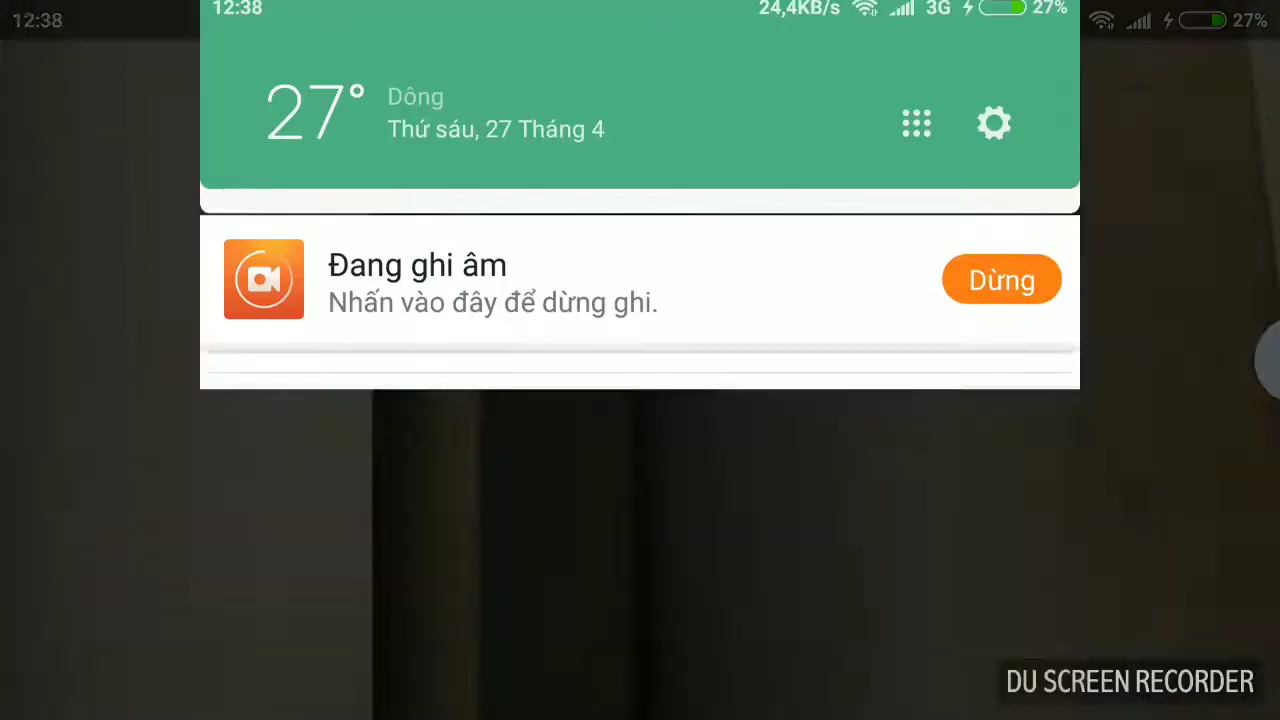 12:38
27%
12:38
24,4KB/s
3G
27%
27°
Dông
Thứ sáu, 27 Tháng 4
Đang ghi âm
Nhấn vào đây để dừng ghi.
Dừng
DU SCREEN RECORDER